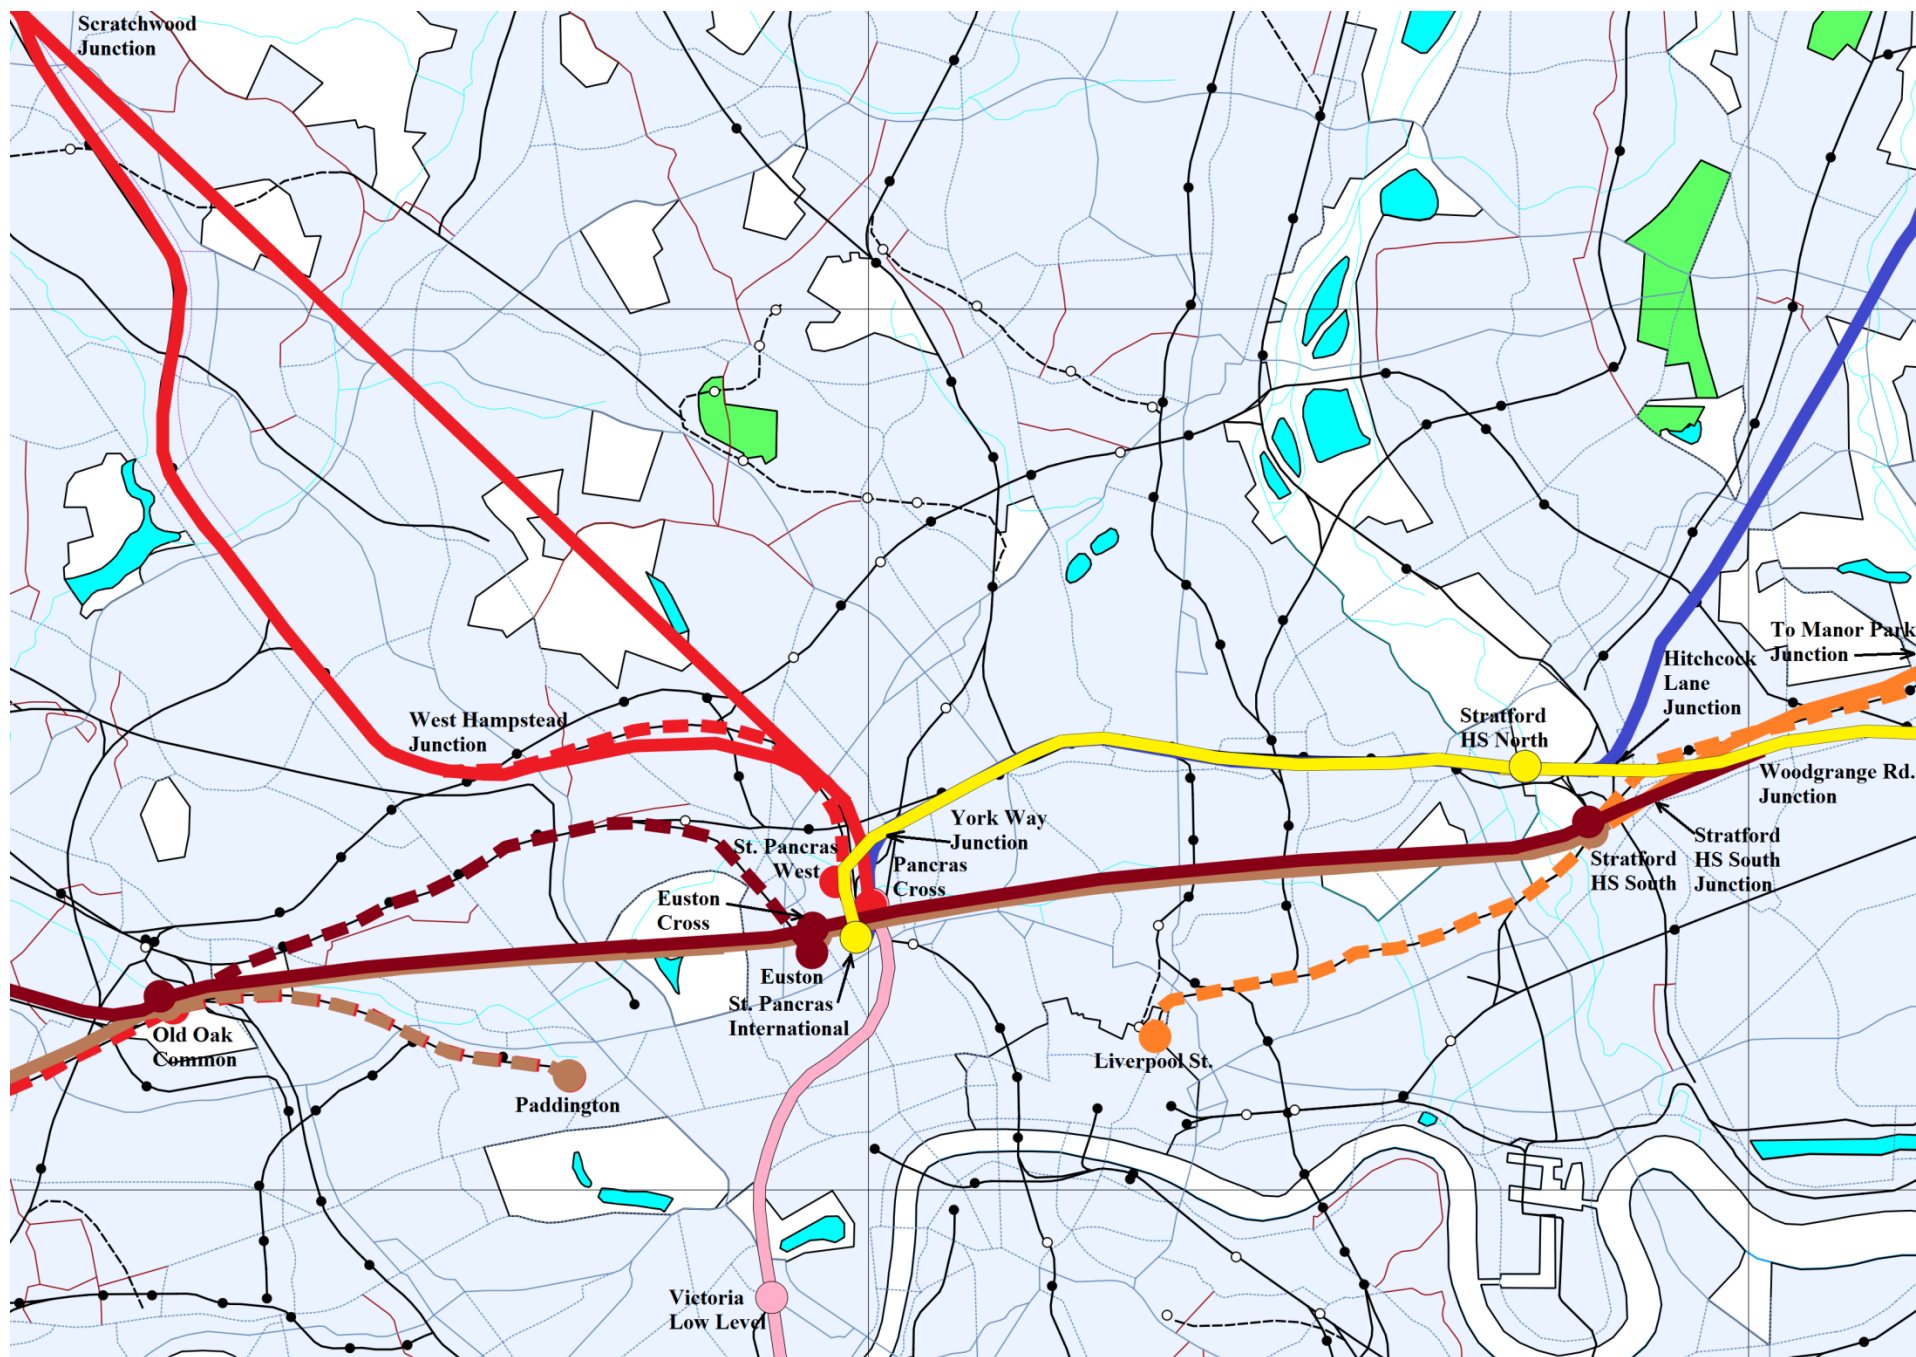 Scratchwood
Junction
To Manor Park
Junction
Hitchcock
Lane
Junction
West Hampstead
Junction
Stratford
HS North
Woodgrange Rd.
Junction
York Way
Junction
St. Pancras
West
Pancras
Cross
Stratford
HS South
Junction
Stratford
HS South
Euston
Cross
Euston
St. Pancras
International
Old Oak
Common
Liverpool St.
Paddington
Victoria
Low Level